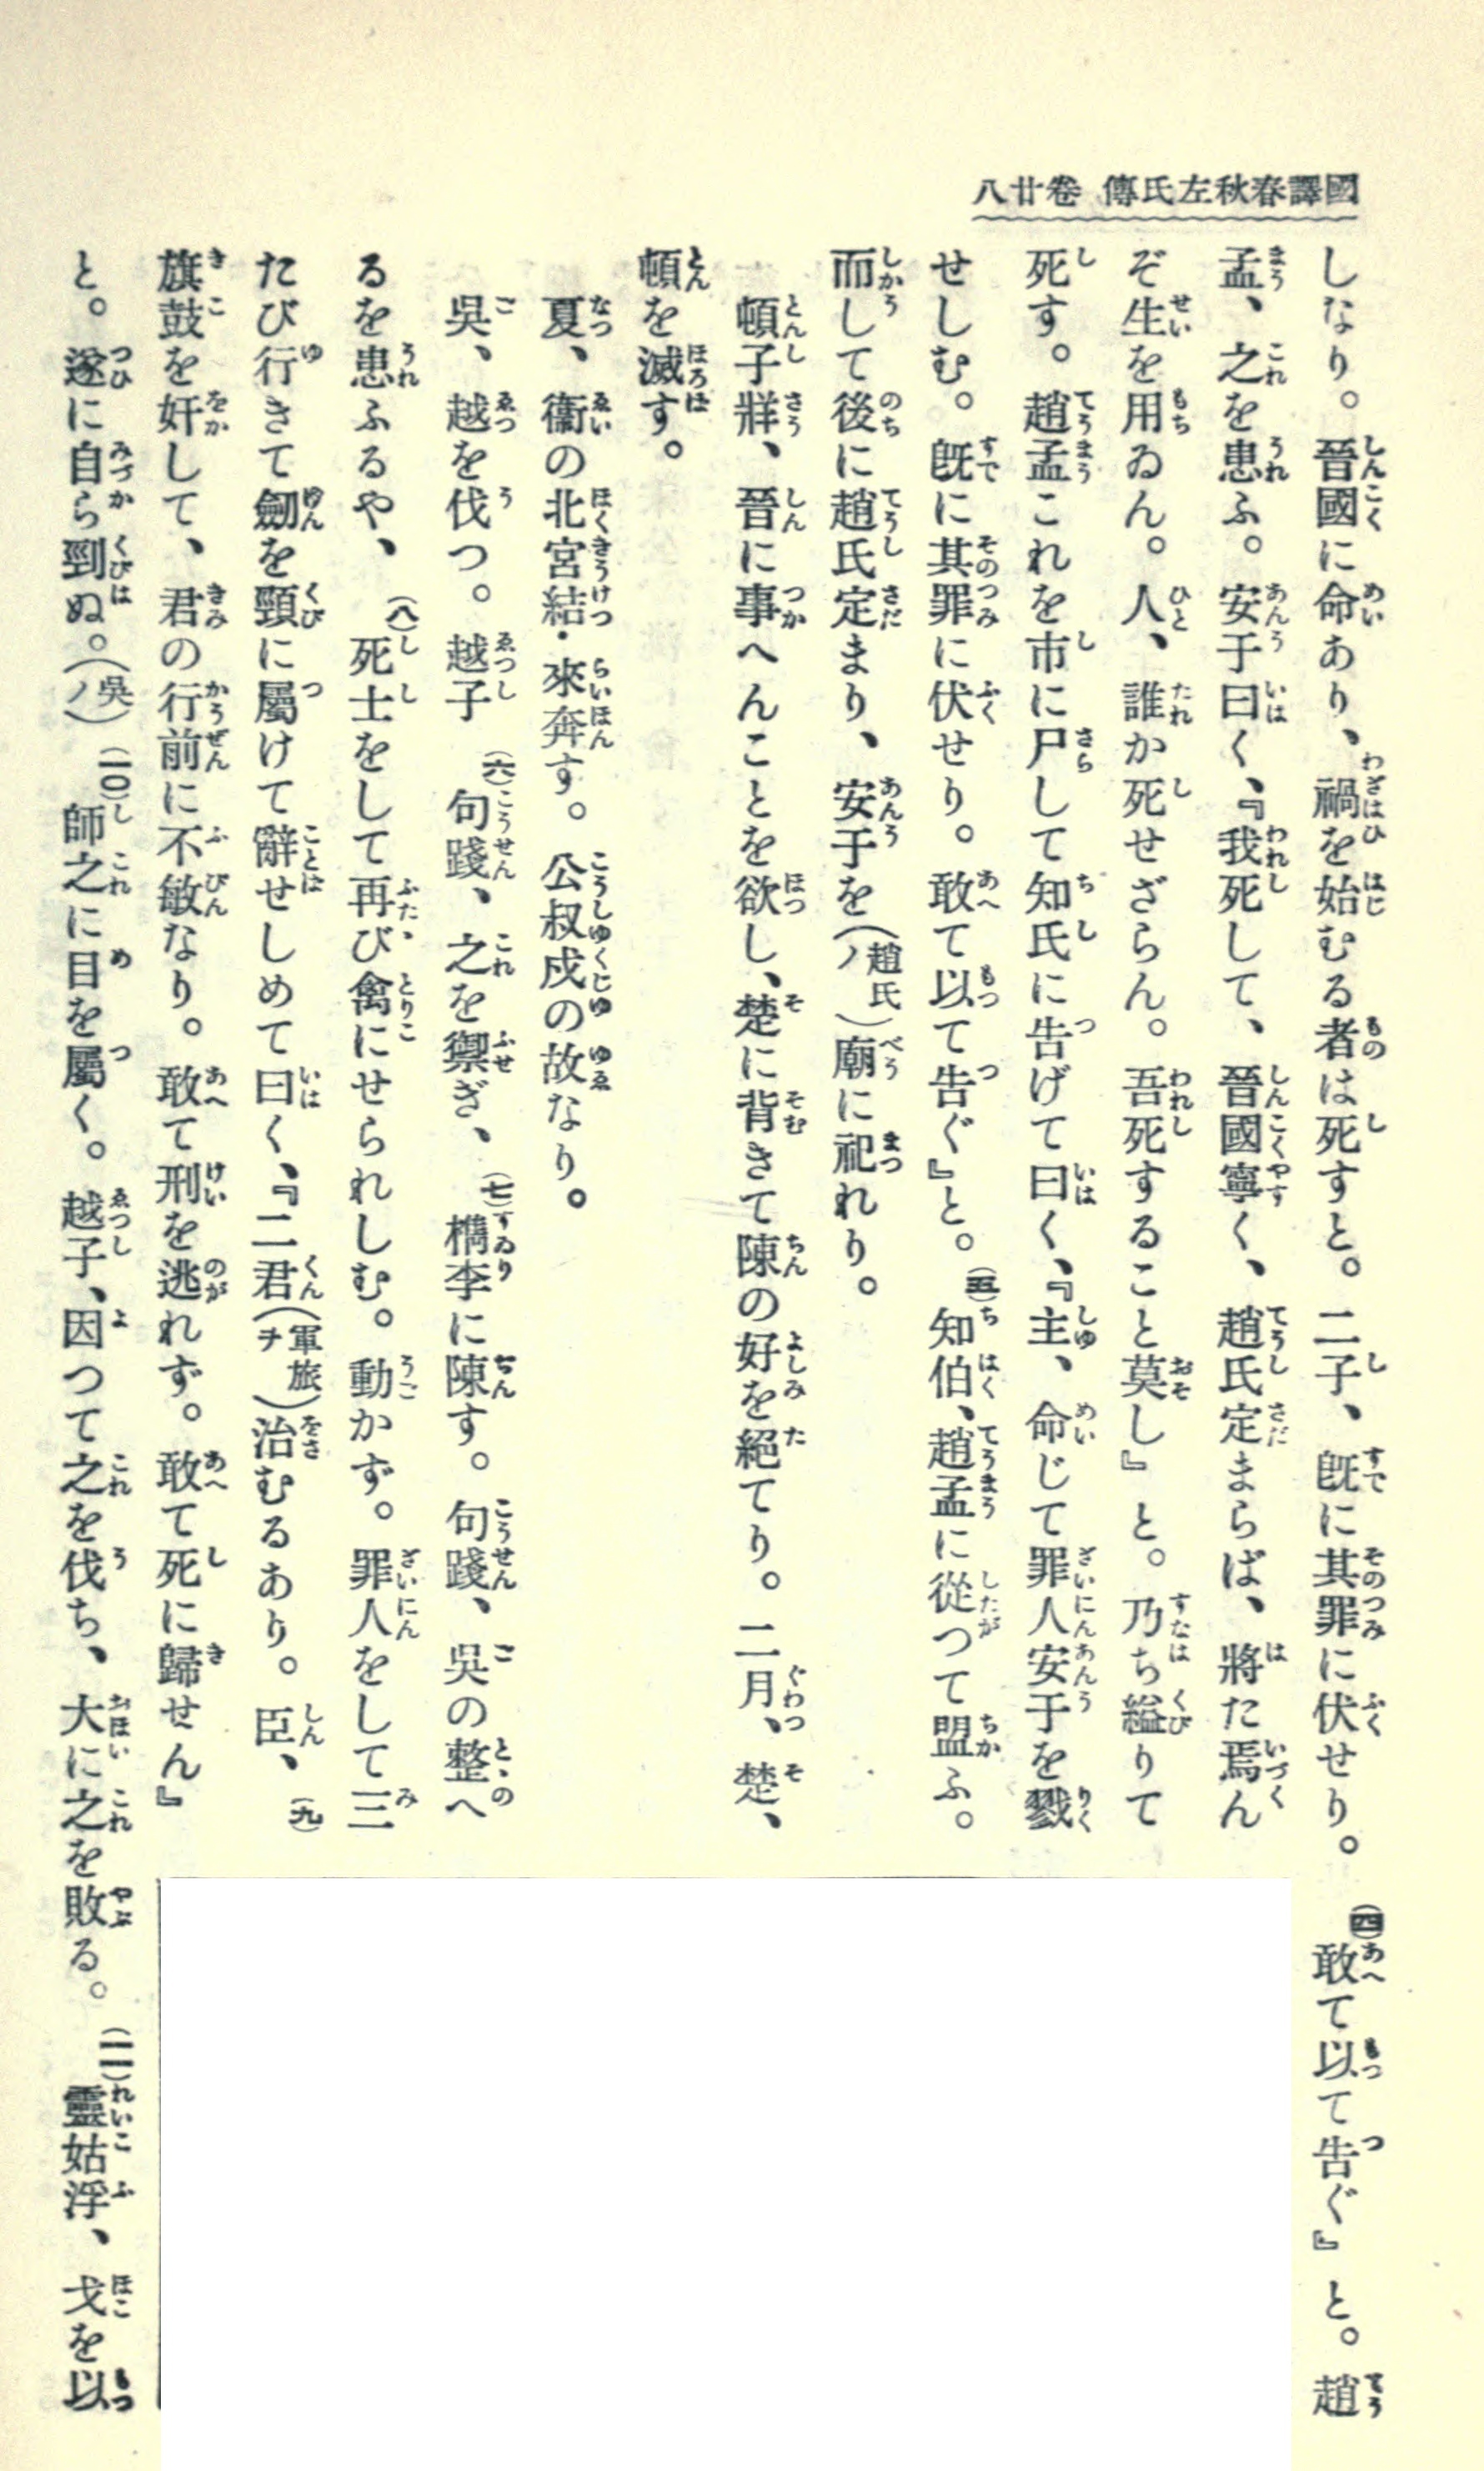 國譯春秋左氏傳 卷廿八
しなり。晉國に命あり、禍を始むる者は死すと。二子、既に其罪に伏せり。(四)敢て以て告ぐ』と。趙
孟、之を患ふ。安于曰く、『我死して、晉國寧く、趙氏定まらば、將た焉ん
ぞ生を用ゐん。人、誰か死せざらん。吾死すること莫し』と。乃ち縊りて
死す。趙孟これを市に尸して知氏に告げて曰く、『主、命じて罪人安于を戮
せしむ。既に其罪に伏せり。敢て以て告ぐ』と。(五)知伯、趙孟に從つて盟ふ。
而して後に趙氏定まり、安于を(趙氏ノ)廟に祀れり。
頓子牂、晉に事へんことを欲し、楚に背きて陳の好を絕てり。二月、楚、
頓を滅す。
夏、衞の北宮結・來奔す。公叔戍の故なり。
吳、越を伐つ。越子(六)句踐、之を禦ぎ、(七)檇李に陳す。句踐、吳の整へ
るを患ふるや、(八)死士をして再び禽にせられしむ。動かず。罪人をして三
たび行きて劒を頸に屬けて辭せしめて曰く、『二君(軍旅ヲ)治むるあり。臣、(九)
旗鼓を奸して、君の行前に不敏なり。敢て刑を逃れず。敢て死に歸せん』
と。遂に自ら剄ぬ。(吳ノ)(一〇)師之に目を屬く。越子、因つて之を伐ち、大に之を敗る。(一一)靈姑浮、戈を以